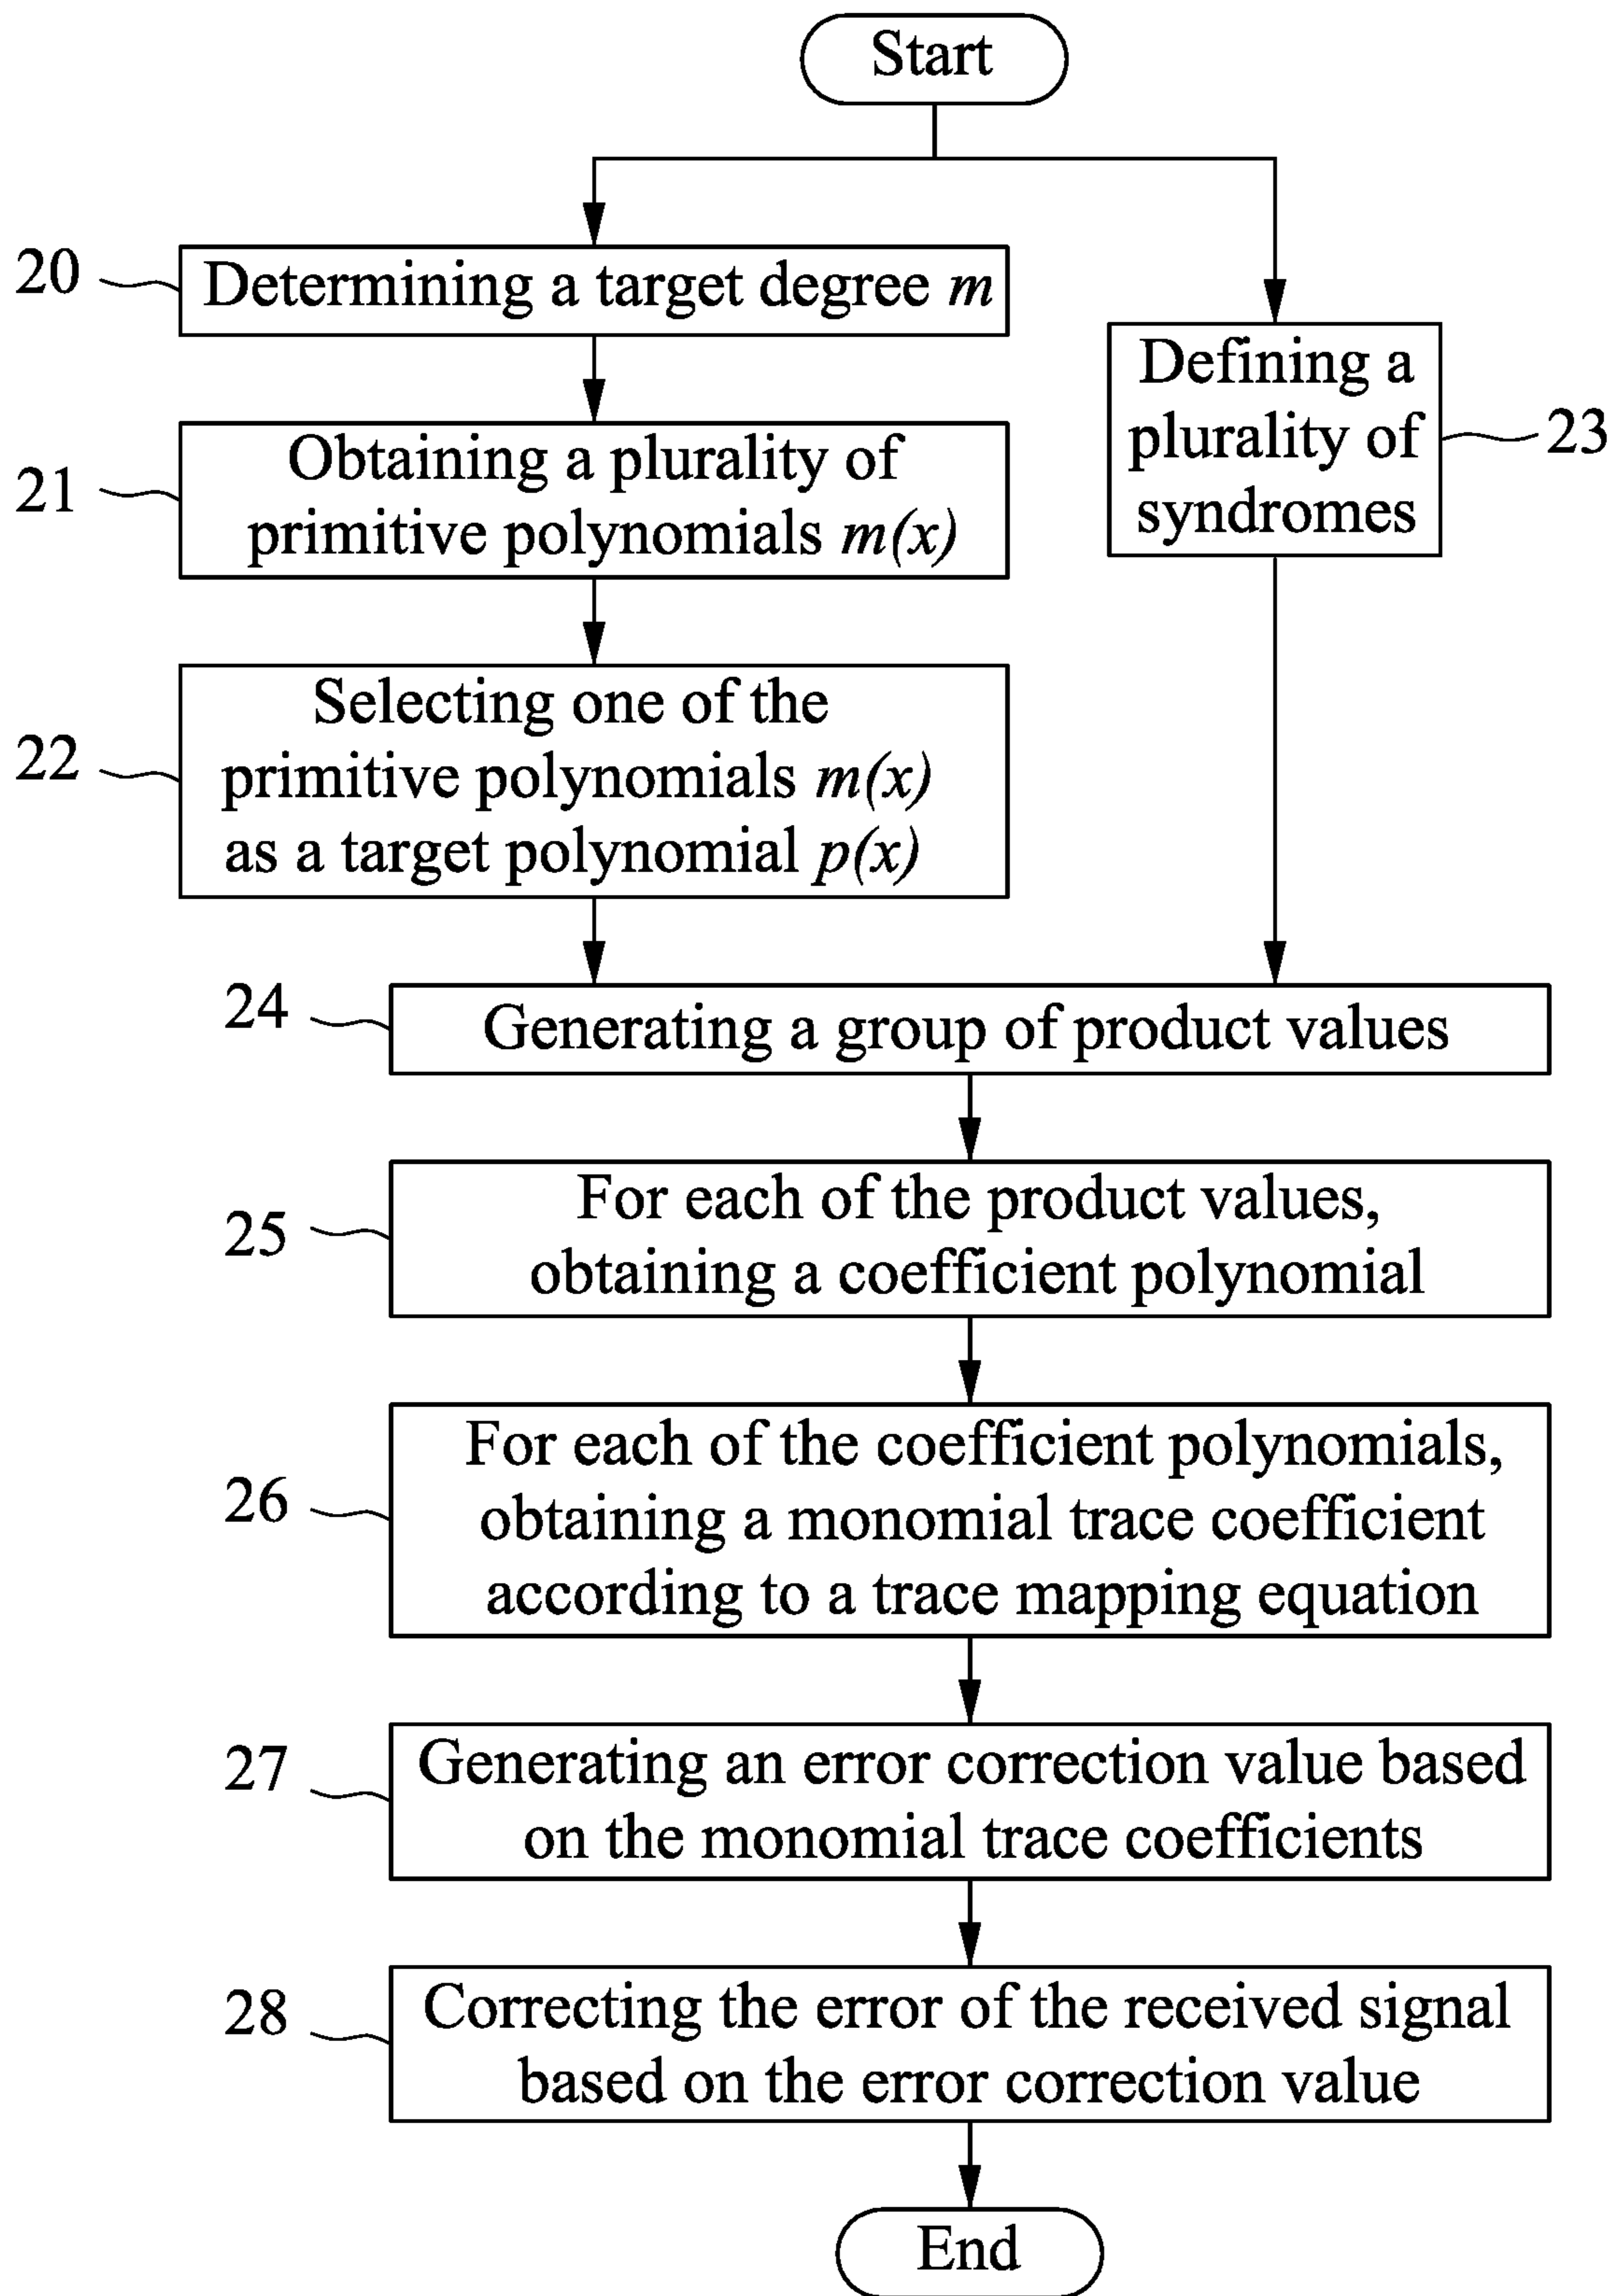 Start
20
Determining a target degree m
21
Obtaining a plurality of
primitive polynomials m(x)
22
Selecting one of the
primitive polynomials m(x)
as a target polynomial p(x)
Defining a
plurality of
syndromes
23
24
Generating a group of product values
25
For each of the product values,
obtaining a coefficient polynomial
26
For each of the coefficient polynomials,
obtaining a monomial trace coefficient
according to a trace mapping equation
27
Generating an error correction value based
on the monomial trace coefficients
28
Correcting the error of the received signal
based on the error correction value
End